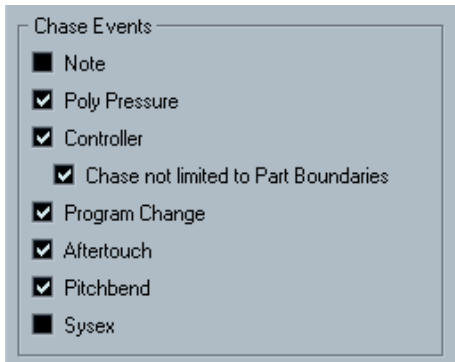 Chase Events
Note
Poly Pressure
Controller
Chase not limited to Part Boundaries
Program Change
Aftertouch
Pitchbend
Sysex